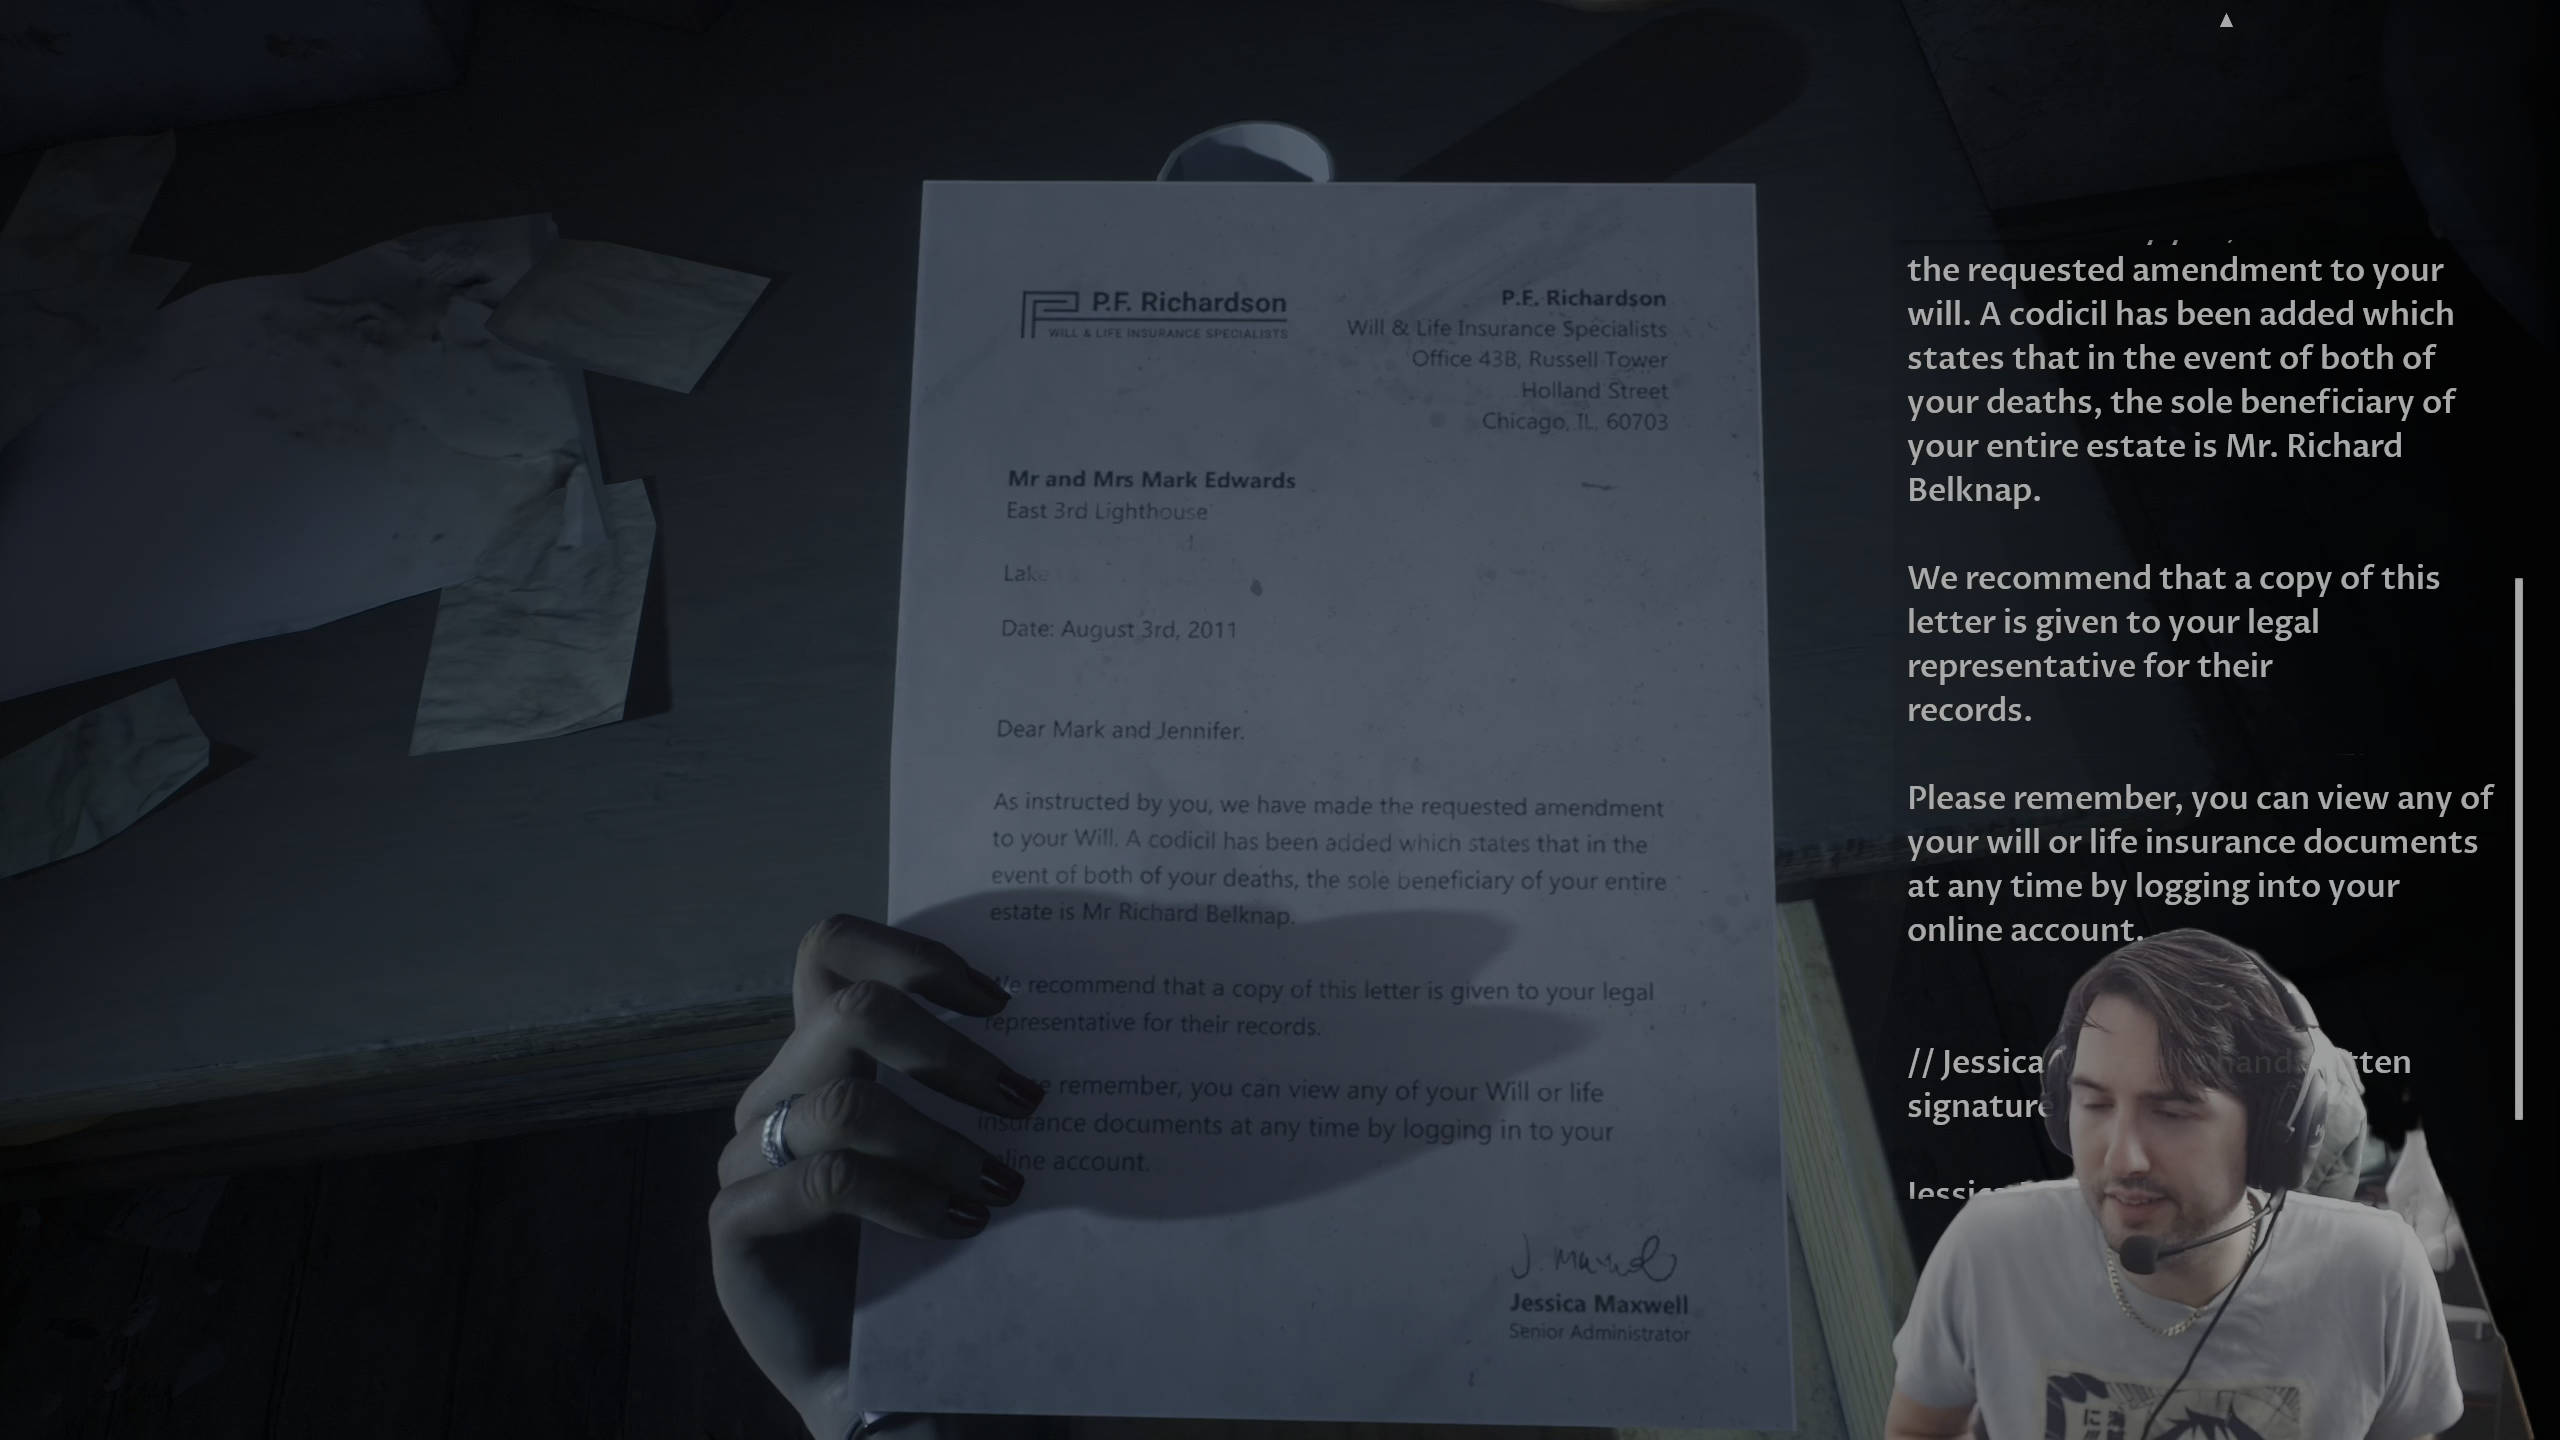 P.F. Richardson
WILL & LIFE INSURANCE SPECIALISTS
P.F. Richardson
Will & Life Insurance Specialists
Office 43B, Russell Tower
Holland Street
Chicago, IL, 60703
Mr and Mrs Mark Edwards
East 3rd Lighthouse
Lake
Date: August 3rd, 2011
Dear Mark and Jennifer.
As instructed by you, we have made the requested amendment
to your Will. A codicil has been added which states that in the
event of both of your deaths, the sole beneficiary of your entire
estate is Mr Richard Belknap.
We recommend that a copy of this letter is given to your legal
representative for their records.
remember, you can view any of your Will or life
insurance documents at any time by logging in to your
online account.
J. Maxwell
Jessica Maxwell
Senior Administrator
the requested amendment to your
will. A codicil has been added which
states that in the event of both of
your deaths, the sole beneficiary of
your entire estate is Mr. Richard
Belknap.
We recommend that a copy of this
letter is given to your legal
representative for their
records.
Please remember, you can view any of
your will or life insurance documents
at any time by logging into your
online account.
// Jessica
signature
Jessica